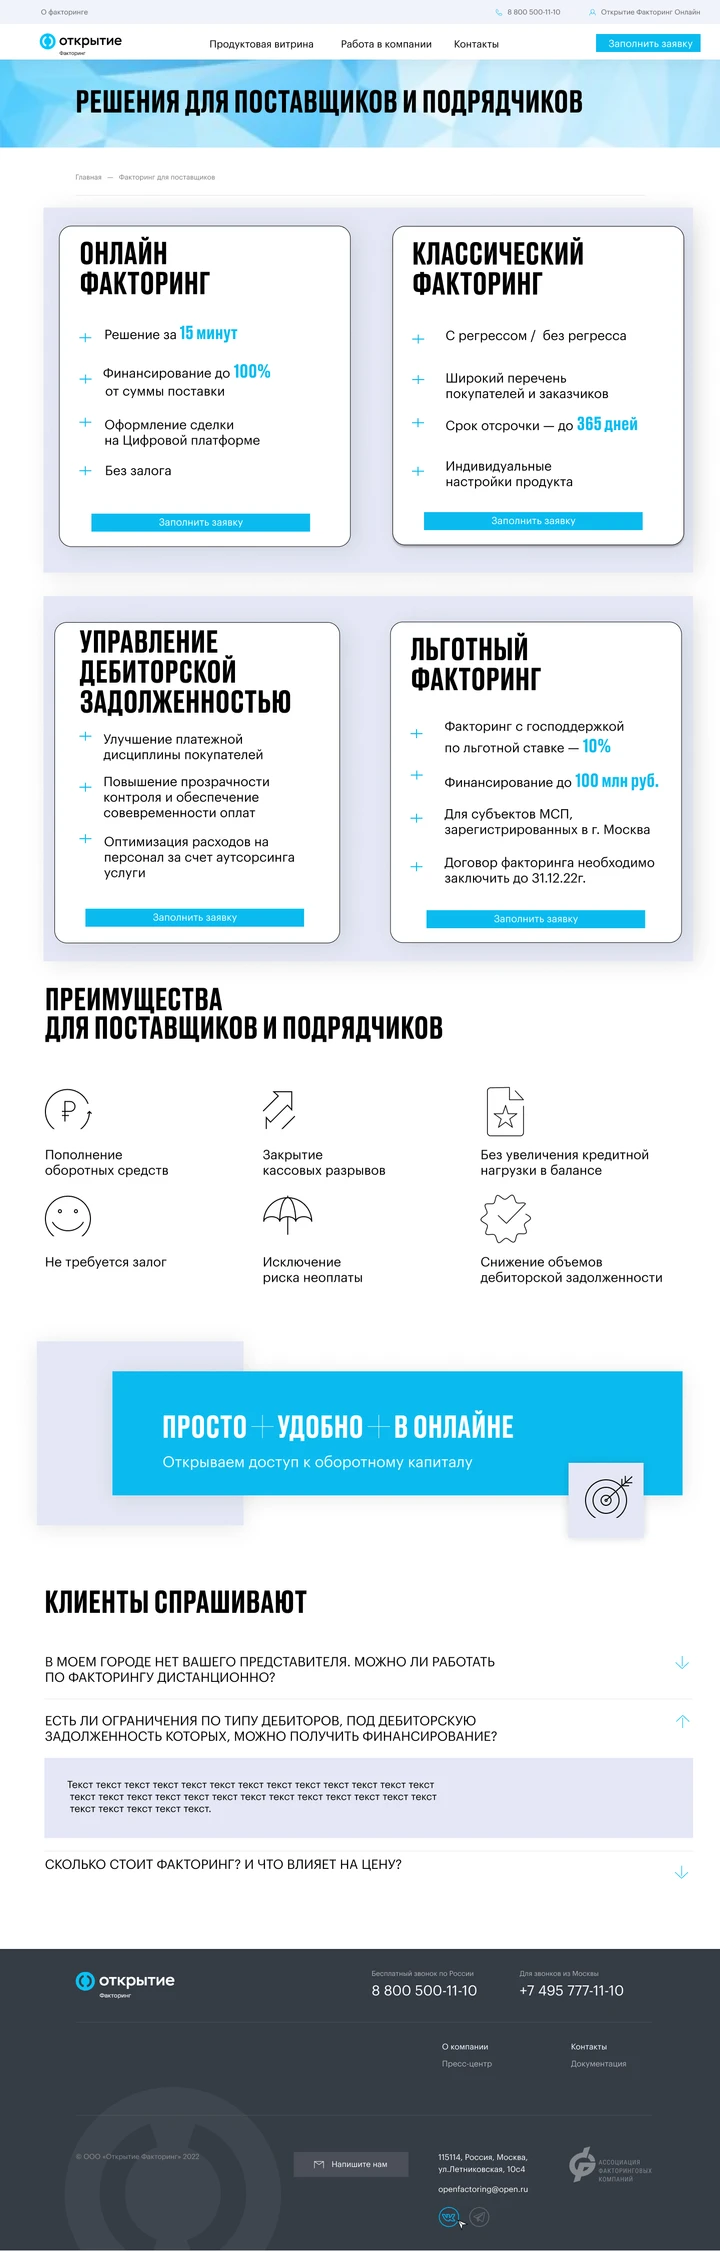 О факторинге
8 800 500-11-10
Открытие Факторинг Онлайн
открытие
Факторинг
Продуктовая витрина
Работа в компании
Контакты
Заполнить заявку
РЕШЕНИЯ ДЛЯ ПОСТАВЩИКОВ И ПОДРЯДЧИКОВ
Главная — Факторинг для поставщиков
ОНЛАЙН
ФАКТОРИНГ
Решение за 15 минут
Финансирование до 100%
от суммы поставки
Оформление сделки
на Цифровой платформе
Без залога
Заполнить заявку
КЛАССИЧЕСКИЙ
ФАКТОРИНГ
С регрессом / без регресса
Широкий перечень
покупателей и заказчиков
Срок отсрочки — до 365 дней
Индивидуальные
настройки продукта
Заполнить заявку
УПРАВЛЕНИЕ
ДЕБИТОРСКОЙ
ЗАДОЛЖЕННОСТЬЮ
Улучшение платежной
дисциплины покупателей
Повышение прозрачности
контроля и обеспечение
совевременности оплат
Оптимизация расходов на
персонал за счет аутсорсинга
услуги
Заполнить заявку
ЛЬГОТНЫЙ
ФАКТОРИНГ
Факторинг с господдержкой
по льготной ставке — 10%
Финансирование до 100 млн руб.
Для субъектов МСП,
зарегистрированных в г. Москва
Договор факторинга необходимо
заключить до 31.12.22г.
Заполнить заявку
ПРЕИМУЩЕСТВА
ДЛЯ ПОСТАВЩИКОВ И ПОДРЯДЧИКОВ
Пополнение
оборотных средств
Закрытие
кассовых разрывов
Без увеличения кредитной
нагрузки в балансе
Не требуется залог
Исключение
риска неоплаты
Снижение объемов
дебиторской задолженности
ПРОСТО + УДОБНО + В ОНЛАЙНЕ
Открываем доступ к оборотному капиталу
КЛИЕНТЫ СПРАШИВАЮТ
В МОЕМ ГОРОДЕ НЕТ ВАШЕГО ПРЕДСТАВИТЕЛЯ. МОЖНО ЛИ РАБОТАТЬ
ПО ФАКТОРИНГУ ДИСТАНЦИОННО?
ЕСТЬ ЛИ ОГРАНИЧЕНИЯ ПО ТИПУ ДЕБИТОРОВ, ПОД ДЕБИТОРСКУЮ
ЗАДОЛЖЕННОСТЬ КОТОРЫХ, МОЖНО ПОЛУЧИТЬ ФИНАНСИРОВАНИЕ?
Текст текст текст текст текст текст текст текст текст текст текст текст текст
текст текст текст текст текст текст текст текст текст текст текст текст текст
текст текст текст текст текст.
СКОЛЬКО СТОИТ ФАКТОРИНГ? И ЧТО ВЛИЯЕТ НА ЦЕНУ?
открытие
Факторинг
Бесплатный звонок по России
8 800 500-11-10
Для звонков из Москвы
+7 495 777-11-10
О компании
Контакты
Пресс-центр
Документация
© ООО «Открытие Факторинг» 2022
Напишите нам
115114, Россия, Москва,
ул.Летниковская, 10с4
openfactoring@open.ru
АССОЦИАЦИЯ
ФАКТОРИНГОВЫХ
КОМПАНИЙ